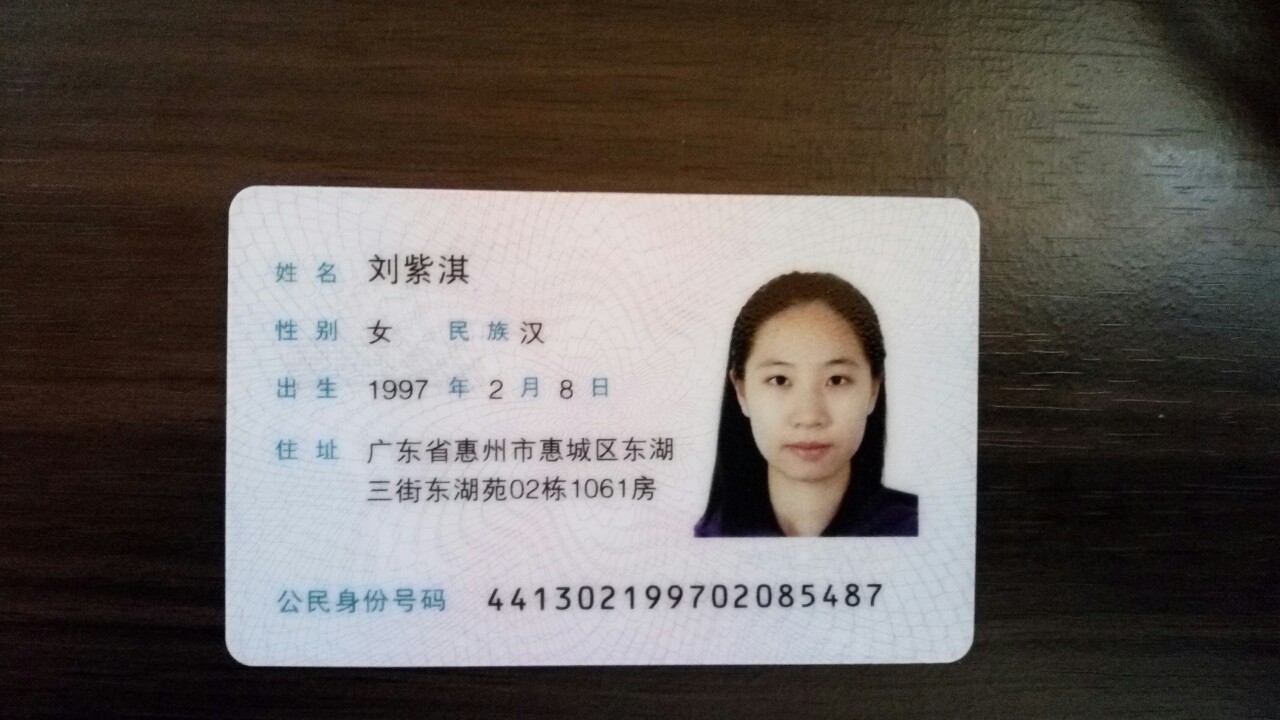 姓名 刘紫淇
性别 女 民族 汉
出生 1997 年 2 月 8 日
住址 广东省惠州市惠城区东湖
三街东湖苑02栋1061房
公民身份号码 441302199702085487